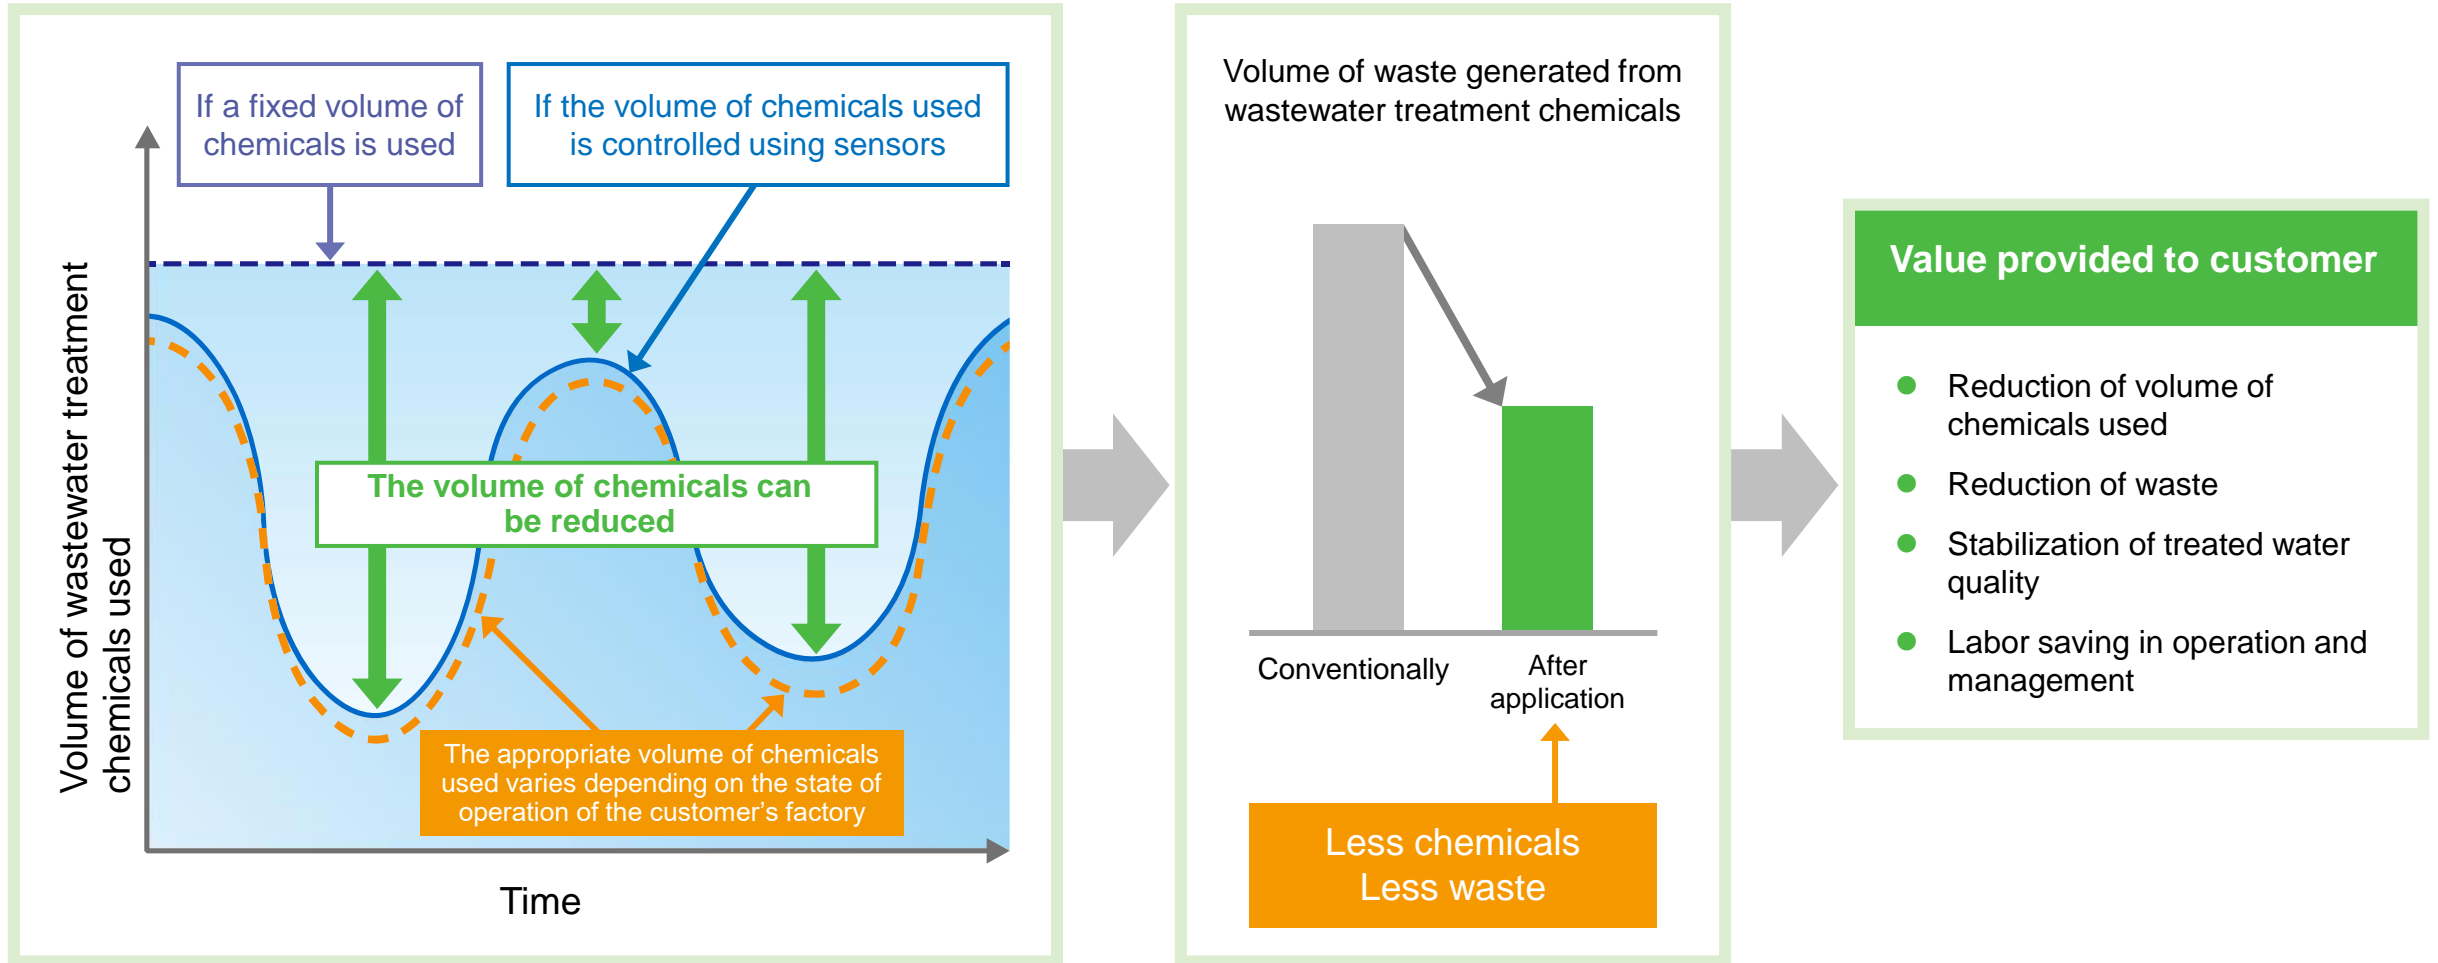 If a fixed volume of
chemicals is used
If the volume of chemicals used
is controlled using sensors
Volume of wastewater treatment
chemicals used
The volume of chemicals can
be reduced
The appropriate volume of chemicals
used varies depending on the state of
operation of the customer’s factory
Time
Volume of waste generated from
wastewater treatment chemicals
Conventionally
After
application
Less chemicals
Less waste
Value provided to customer
Reduction of volume of
chemicals used
Reduction of waste
Stabilization of treated water
quality
Labor saving in operation and
management